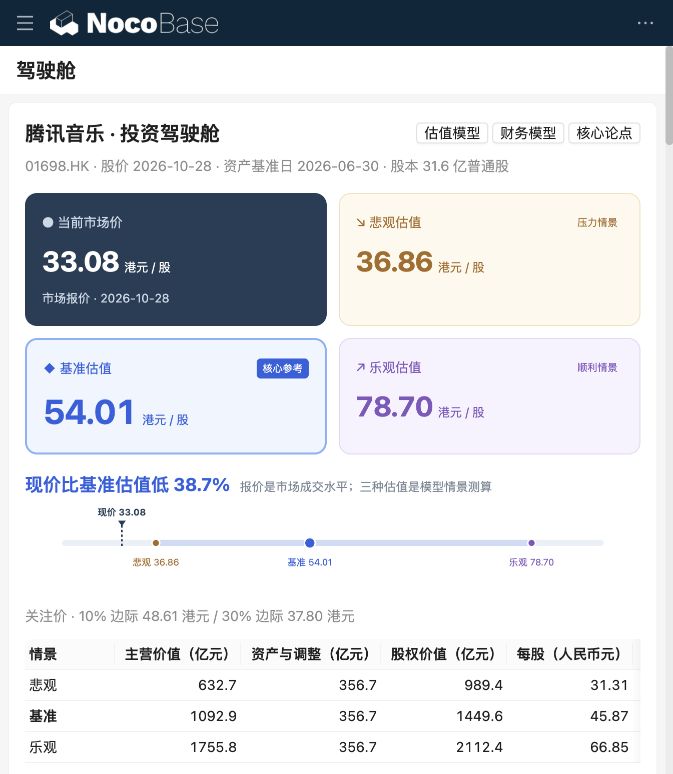 NocoBase
驾驶舱
腾讯音乐 · 投资驾驶舱
估值模型 财务模型 核心论点
01698.HK · 股价 2026-10-28 · 资产基准日 2026-06-30 · 股本 31.6 亿普通股
当前市场价
33.08 港元 / 股
市场报价 · 2026-10-28
↘ 悲观估值 压力情景
36.86 港元 / 股
◆ 基准估值 核心参考
54.01 港元 / 股
↗ 乐观估值 顺利情景
78.70 港元 / 股
现价比基准估值低 38.7% 报价是市场成交水平；三种估值是模型情景测算
现价 33.08
悲观 36.86 基准 54.01 乐观 78.70
关注价 · 10% 边际 48.61 港元 / 30% 边际 37.80 港元
情景 主营价值（亿元） 资产与调整（亿元） 股权价值（亿元） 每股（人民币元）
悲观 632.7 356.7 989.4 31.31
基准 1092.9 356.7 1449.6 45.87
乐观 1755.8 356.7 2112.4 66.85